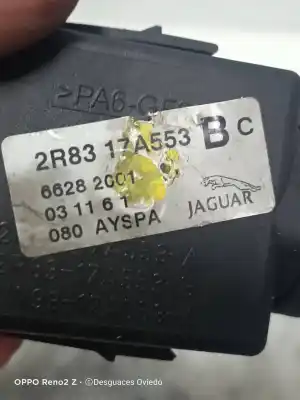 >PA6-GF
2R83 17A553 B C
6628 2001
03 11 6 1
080 AYSPA JAGUAR
OPPO Reno2 Z - ©Desguaces Oviedo